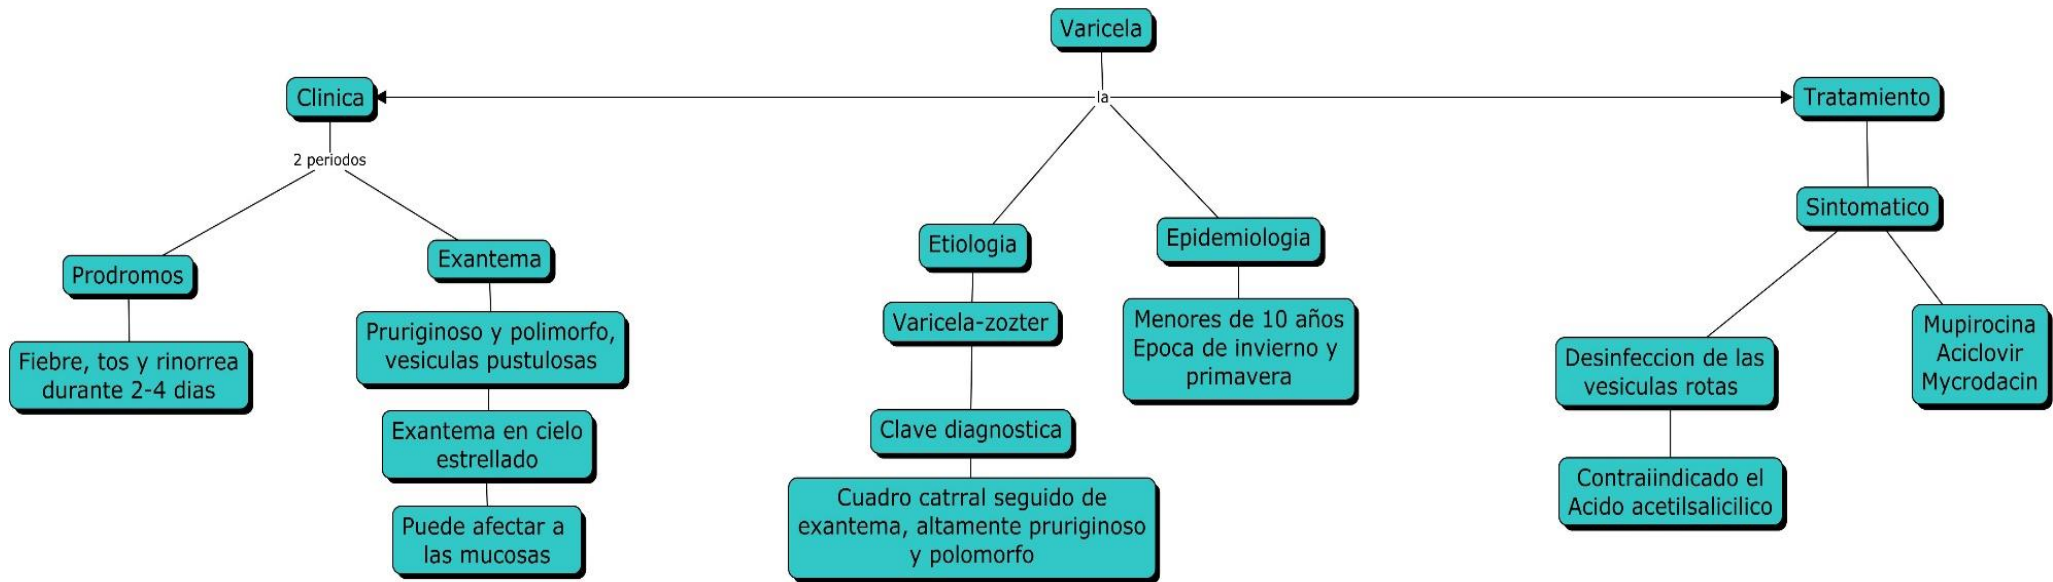 Varicela
la
Clinica
2 periodos
Prodromos
Fiebre, tos y rinorrea
durante 2-4 dias
Exantema
Pruriginoso y polimorfo,
vesiculas pustulosas
Exantema en cielo
estrellado
Puede afectar a
las mucosas
Etiologia
Varicela-zozter
Clave diagnostica
Cuadro catrral seguido de
exantema, altamente pruriginoso
y polomorfo
Epidemiologia
Menores de 10 años
Epoca de invierno y
primavera
Tratamiento
Sintomatico
Desinfeccion de las
vesiculas rotas
Contraiindicado el
Acido acetilsalicilico
Mupirocina
Aciclovir
Mycrodacin